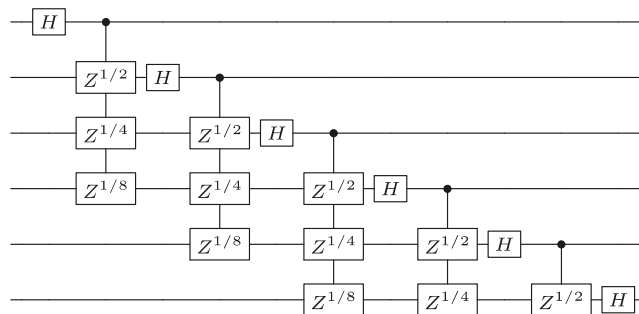 H
Z^{1/2} H
Z^{1/4} Z^{1/2} H
Z^{1/8} Z^{1/4} Z^{1/2} H
Z^{1/8} Z^{1/4} Z^{1/2} H
Z^{1/8} Z^{1/4} Z^{1/2} H